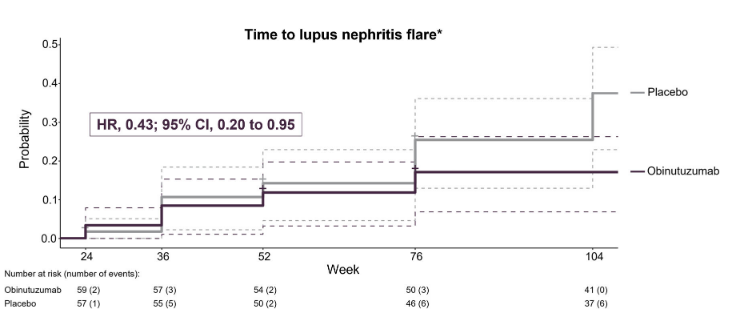 Time to lupus nephritis flare*
0.5
0.4
0.3
0.2
0.1
0.0
Probability
HR, 0.43; 95% CI, 0.20 to 0.95
Placebo
Obinutuzumab
24 36 52 76 104
Week
Number at risk (number of events):
Obinutuzumab 59 (2) 57 (3) 54 (2) 50 (3) 41 (0)
Placebo 57 (1) 55 (5) 50 (2) 46 (6) 37 (6)